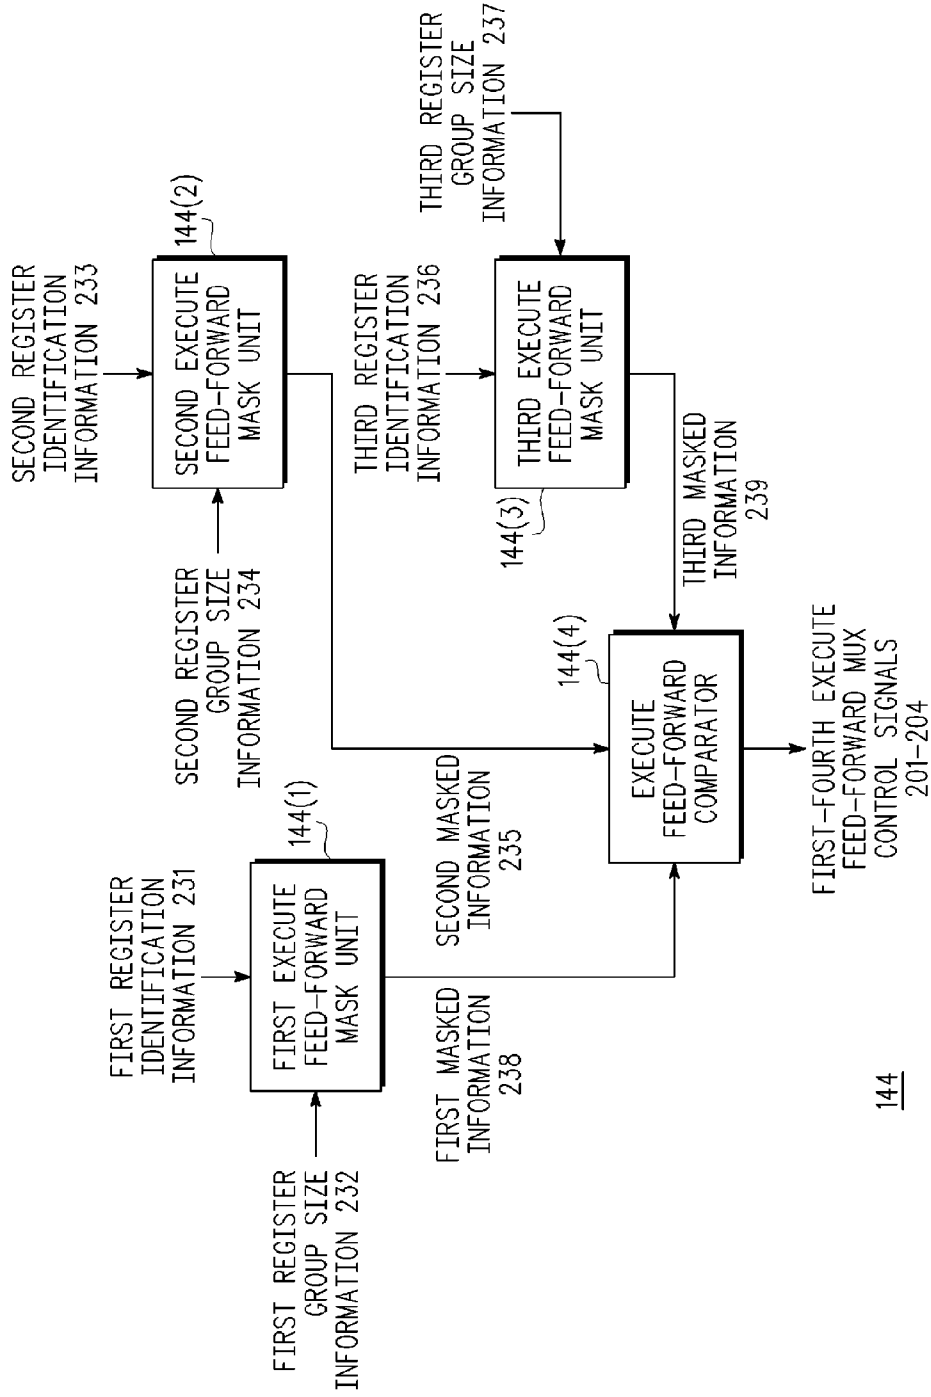 FIRST REGISTER
IDENTIFICATION
INFORMATION 231
FIRST REGISTER
GROUP SIZE
INFORMATION 232
FIRST EXECUTE
FEED-FORWARD
MASK UNIT
144(1)
FIRST MASKED
INFORMATION
238
SECOND REGISTER
IDENTIFICATION
INFORMATION 233
SECOND REGISTER
GROUP SIZE
INFORMATION 234
SECOND EXECUTE
FEED-FORWARD
MASK UNIT
144(2)
SECOND MASKED
INFORMATION
235
THIRD REGISTER
IDENTIFICATION
INFORMATION 236
THIRD REGISTER
GROUP SIZE
INFORMATION 237
THIRD EXECUTE
FEED-FORWARD
MASK UNIT
144(3)
THIRD MASKED
INFORMATION
239
EXECUTE
FEED-FORWARD
COMPARATOR
144(4)
FIRST-FOURTH EXECUTE
FEED-FORWARD MUX
CONTROL SIGNALS
201-204
144